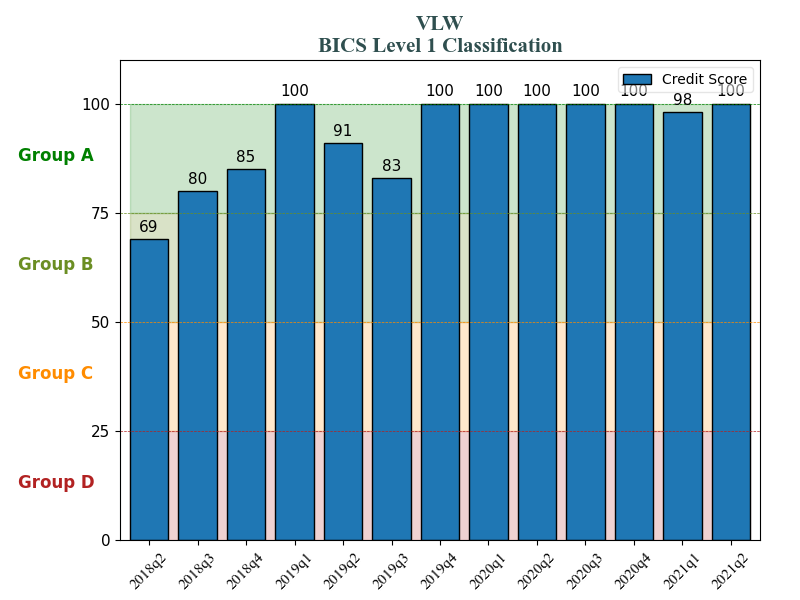 VLW
BICS Level 1 Classification
Credit Score
100
75
50
25
0
Group A
Group B
Group C
Group D
69
80
85
100
91
83
100
100
100
100
100
98
100
2018q2
2018q3
2018q4
2019q1
2019q2
2019q3
2019q4
2020q1
2020q2
2020q3
2020q4
2021q1
2021q2